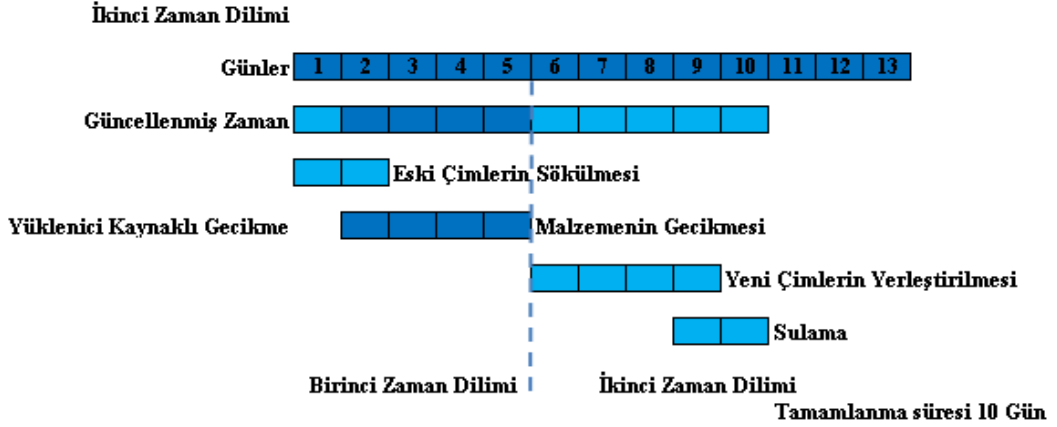 İkinci Zaman Dilimi
Günler 1 2 3 4 5 6 7 8 9 10 11 12 13
Güncellenmiş Zaman
Eski Çimlerin Sökülmesi
Yüklenici Kaynaklı Gecikme Malzemenin Gecikmesi
Yeni Çimlerin Yerleştirilmesi
Sulama
Birinci Zaman Dilimi İkinci Zaman Dilimi
Tamamlanma süresi 10 Gün